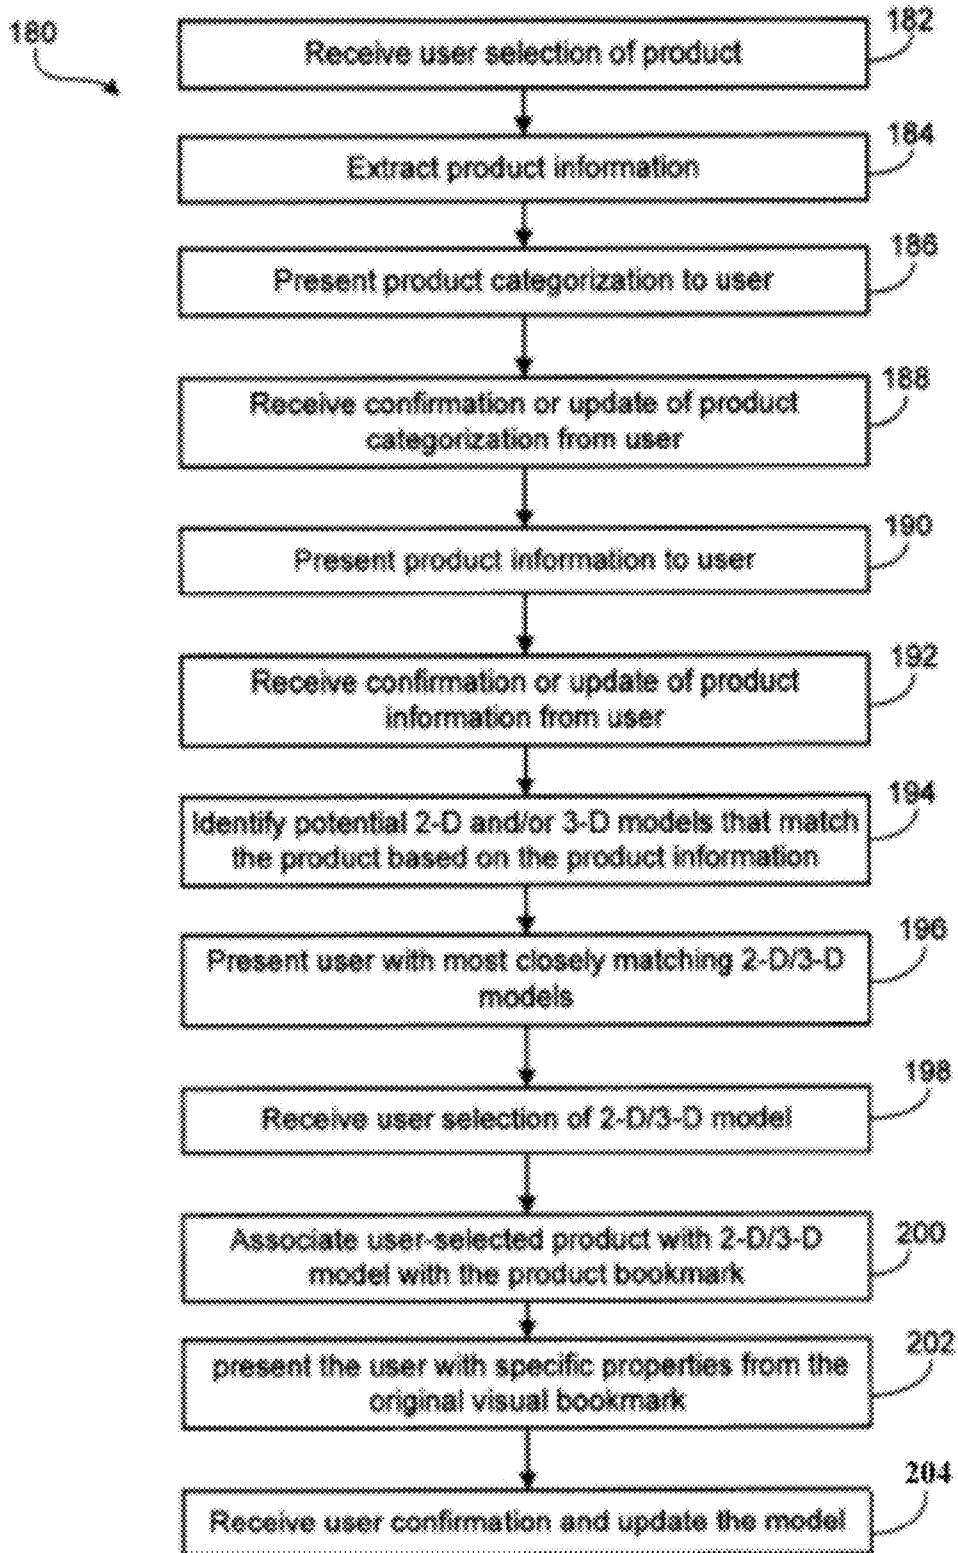 180
182
Receive user selection of product
184
Extract product information
186
Present product categorization to user
188
Receive confirmation or update of product
categorization from user
190
Present product information to user
192
Receive confirmation or update of product
information from user
194
Identify potential 2-D and/or 3-D models that match
the product based on the product information
196
Present user with most closely matching 2-D/3-D
models
198
Receive user selection of 2-D/3-D model
200
Associate user-selected product with 2-D/3-D
model with the product bookmark
202
present the user with specific properties from the
original visual bookmark
204
Receive user confirmation and update the model